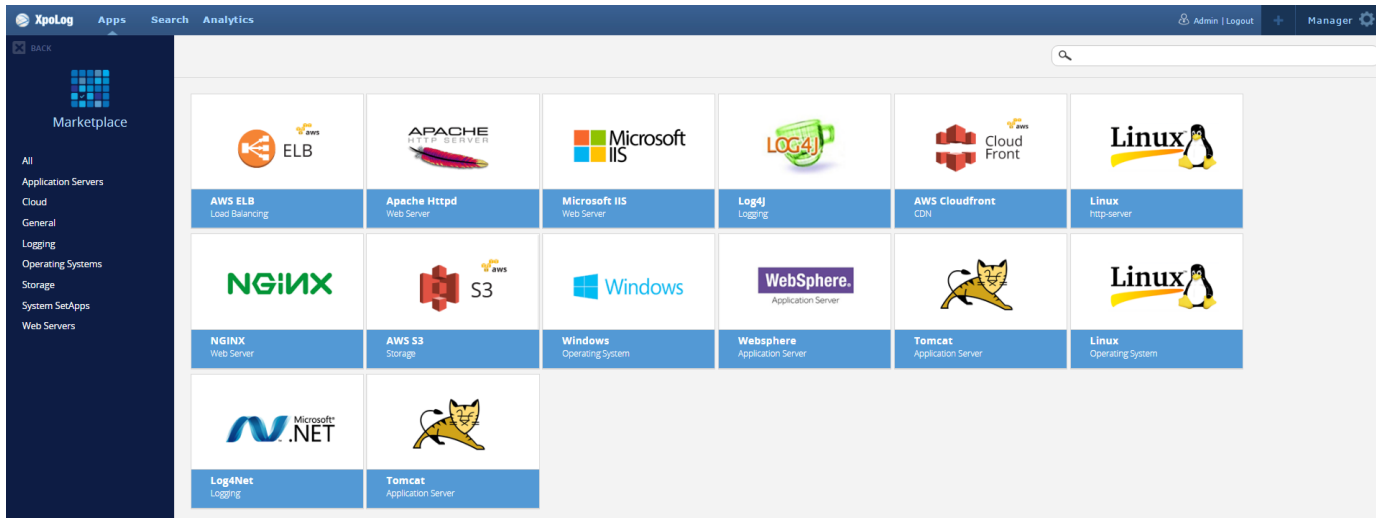 XpoLog Apps Search Analytics Admin | Logout + Manager
BACK
Marketplace
All
Application Servers
Cloud
General
Logging
Operating Systems
Storage
System SetApps
Web Servers
aws
ELB
AWS ELB
Load Balancing
APACHE
HTTP SERVER
Apache Httpd
Web Server
Microsoft
IIS
Microsoft IIS
Web Server
LOG4J
Log4J
Logging
aws
Cloud
Front
AWS Cloudfront
CDN
Linux
Linux
http-server
NGiNX
NGINX
Web Server
aws
S3
AWS S3
Storage
Windows
Windows
Operating System
WebSphere.
Application Server
Websphere
Application Server
Tomcat
Application Server
Linux
Linux
Operating System
Microsoft®
.NET
Log4Net
Logging
Tomcat
Application Server